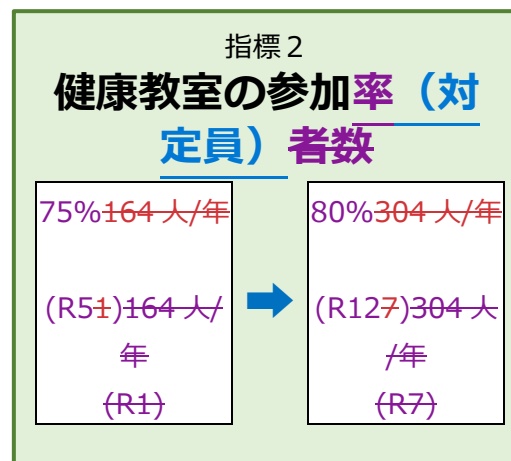 指標２
健康教室の参加率（対
定員）者数
75%164 人/年
(R51)164 人/
年
(R1)
80%304 人/年
(R127)304 人
/年
(R7)